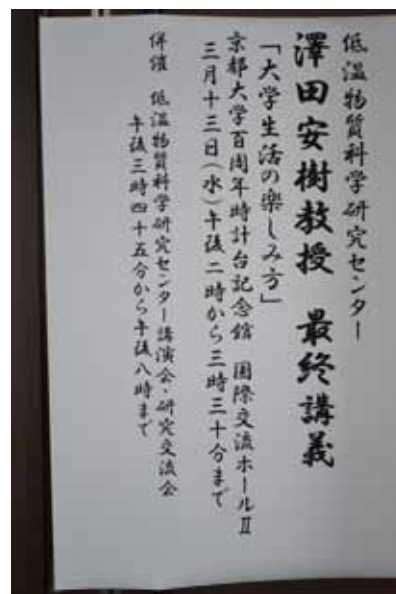 低温物質科学研究センター
澤田安樹教授 最終講義
「大学生活の楽しみ方」
京都大学百周年時計台記念館 国際交流ホールⅡ
三月十三日(水)午後二時から三時三十分まで
併催 低温物質科学研究センター講演会・研究交流会
午後三時四十五分から午後八時まで